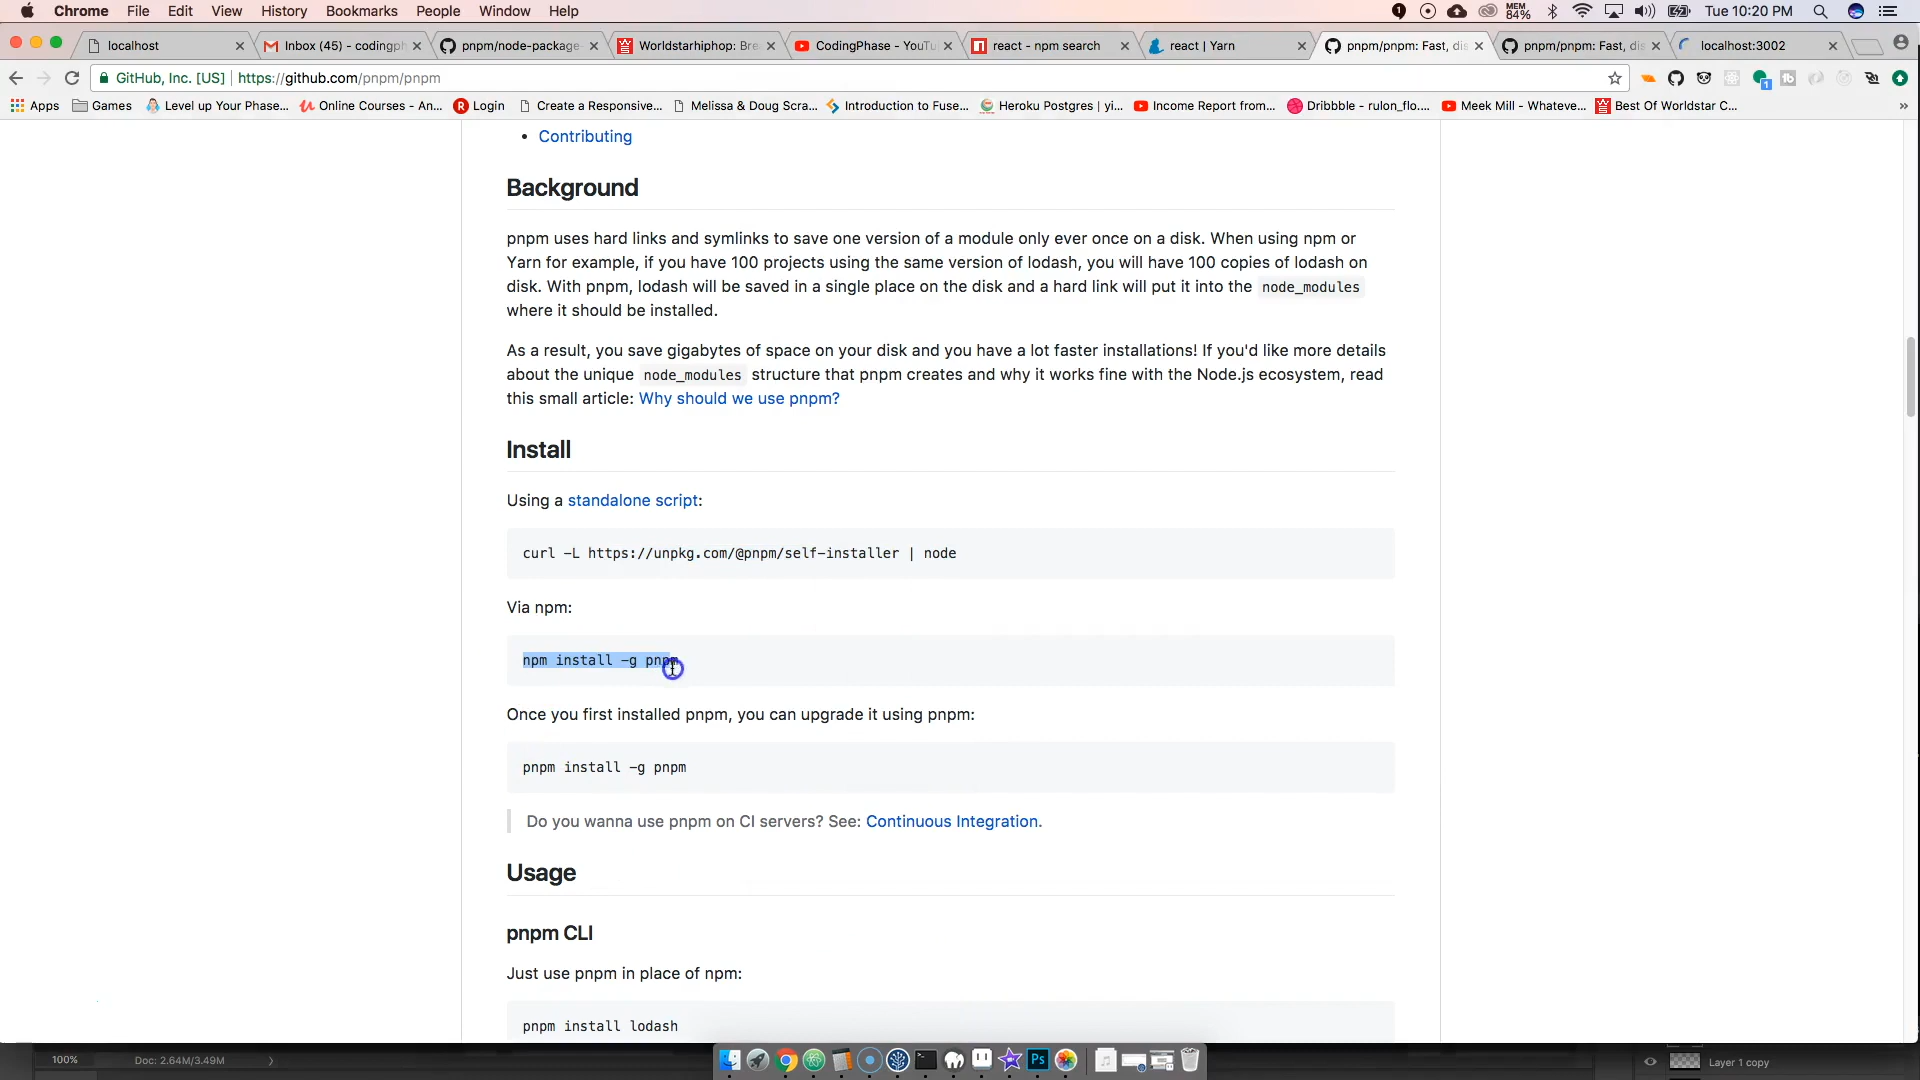 Chrome File Edit View History Bookmarks People Window Help
MEM 84% Tue 10:20 PM
localhost
Inbox (45) - codingph
pnpm/node-package-
Worldstarhiphop: Bre
CodingPhase - YouTu
react - npm search
react | Yarn
pnpm/pnpm: Fast, dis
pnpm/pnpm: Fast, dis
localhost:3002
GitHub, Inc. [US] | https://github.com/pnpm/pnpm
Apps Games Level up Your Phase... Online Courses - An... Login Create a Responsive... Melissa & Doug Scra... Introduction to Fuse... Heroku Postgres | yi... Income Report from... Dribbble - rulon_flo.... Meek Mill - Whateve... Best Of Worldstar C... »
• Contributing
Background
pnpm uses hard links and symlinks to save one version of a module only ever once on a disk. When using npm or
Yarn for example, if you have 100 projects using the same version of lodash, you will have 100 copies of lodash on
disk. With pnpm, lodash will be saved in a single place on the disk and a hard link will put it into the node_modules
where it should be installed.
As a result, you save gigabytes of space on your disk and you have a lot faster installations! If you'd like more details
about the unique node_modules structure that pnpm creates and why it works fine with the Node.js ecosystem, read
this small article: Why should we use pnpm?
Install
Using a standalone script:
curl -L https://unpkg.com/@pnpm/self-installer | node
Via npm:
npm install -g pnpm
Once you first installed pnpm, you can upgrade it using pnpm:
pnpm install -g pnpm
Do you wanna use pnpm on CI servers? See: Continuous Integration.
Usage
pnpm CLI
Just use pnpm in place of npm:
pnpm install lodash
100% Doc: 2.64M/3.49M
Layer 1 copy